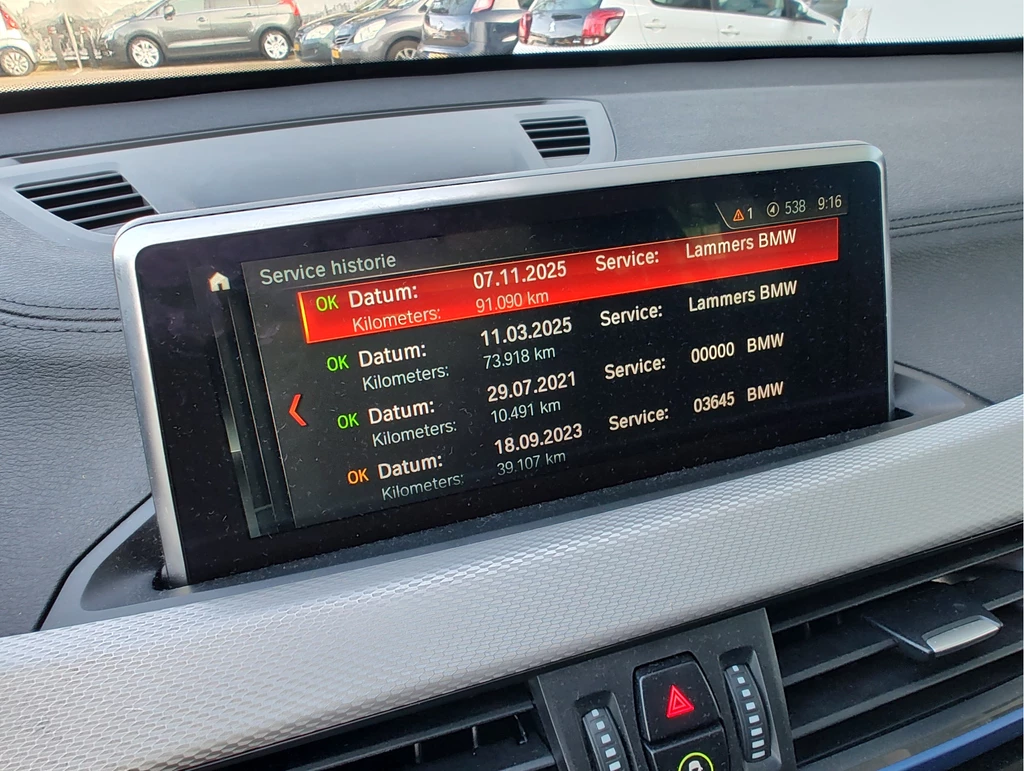 1 538 9:16
Service historie
OK Datum: 07.11.2025 Service: Lammers BMW
Kilometers: 91.090 km
OK Datum: 11.03.2025 Service: Lammers BMW
Kilometers: 73.918 km
OK Datum: 29.07.2021 Service: 00000 BMW
Kilometers: 10.491 km
OK Datum: 18.09.2023 Service: 03645 BMW
Kilometers: 39.107 km